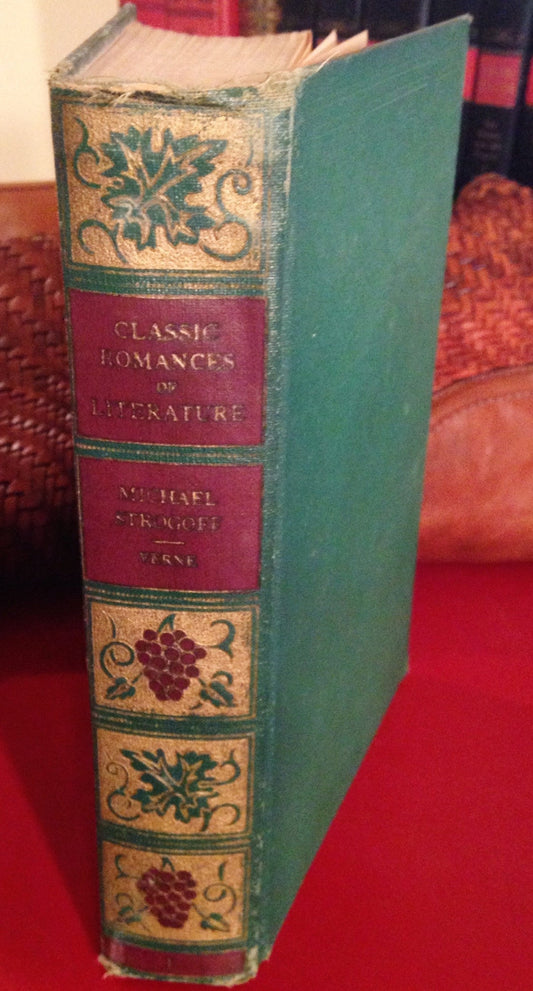 CLASSIC
ROMANCES
OF
LITERATURE
MICHAEL
STROGOFF
VERNE